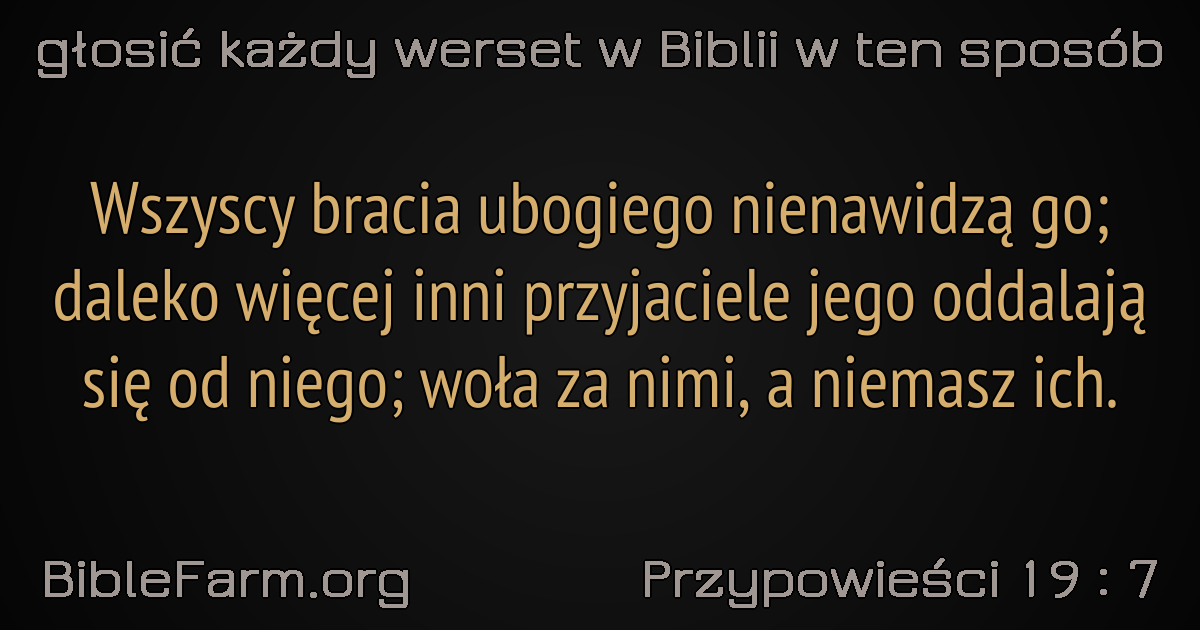 głosić każdy werset w Biblii w ten sposób
Wszyscy bracia ubogiego nienawidzą go;
daleko więcej inni przyjaciele jego oddalają
się od niego; woła za nimi, a niemasz ich.
BibleFarm.org
Przypowieści 19 : 7